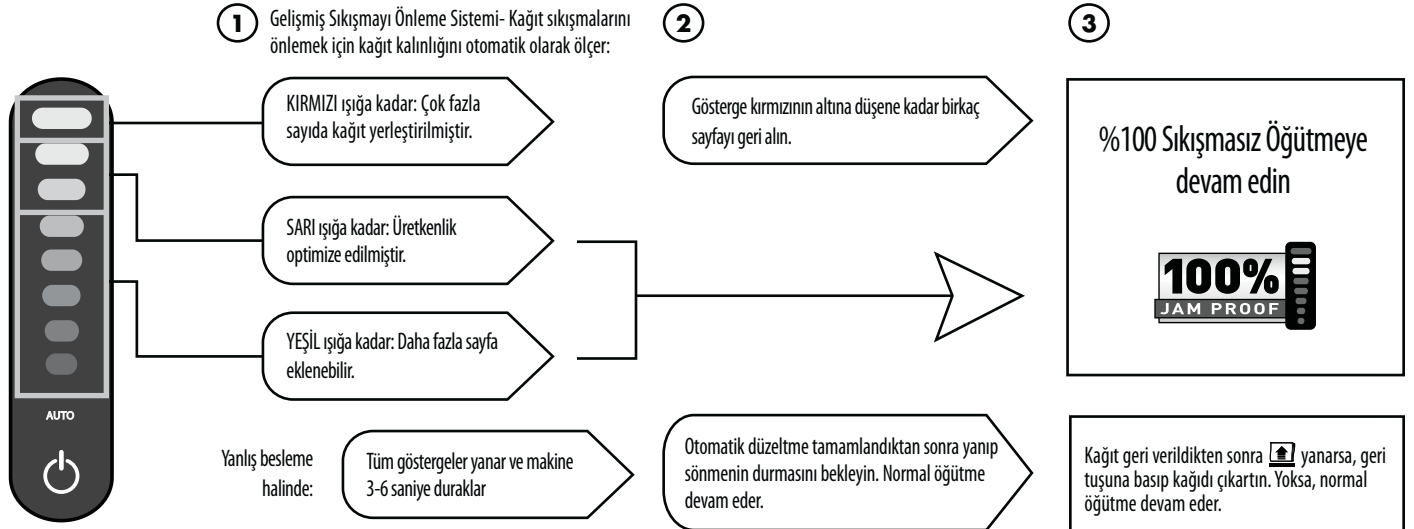 1
Gelişmiş Sıkışmayı Önleme Sistemi- Kağıt sıkışmalarını
önlemek için kağıt kalınlığını otomatik olarak ölçer:
2
3
KIRMIZI ışığa kadar: Çok fazla
sayıda kağıt yerleştirilmiştir.
Gösterge kırmızının altına düşene kadar birkaç
sayfayı geri alın.
%100 Sıkışmasız Öğütmeye
devam edin
SARI ışığa kadar: Üretkenlik
optimize edilmiştir.
100%
JAM PROOF
YEŞİL ışığa kadar: Daha fazla sayfa
eklenebilir.
AUTO
Yanlış besleme
halinde:
Tüm göstergeler yanar ve makine
3-6 saniye duraklar
Otomatik düzeltme tamamlandıktan sonra yanıp
sönmenin durmasını bekleyin. Normal öğütme
devam eder.
Kağıt geri verildikten sonra yanarsa, geri
tuşuna basıp kağıdı çıkartın. Yoksa, normal
öğütme devam eder.